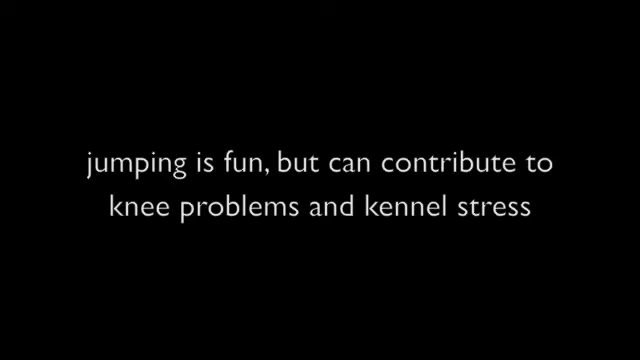 jumping is fun, but can contribute to
knee problems and kennel stress